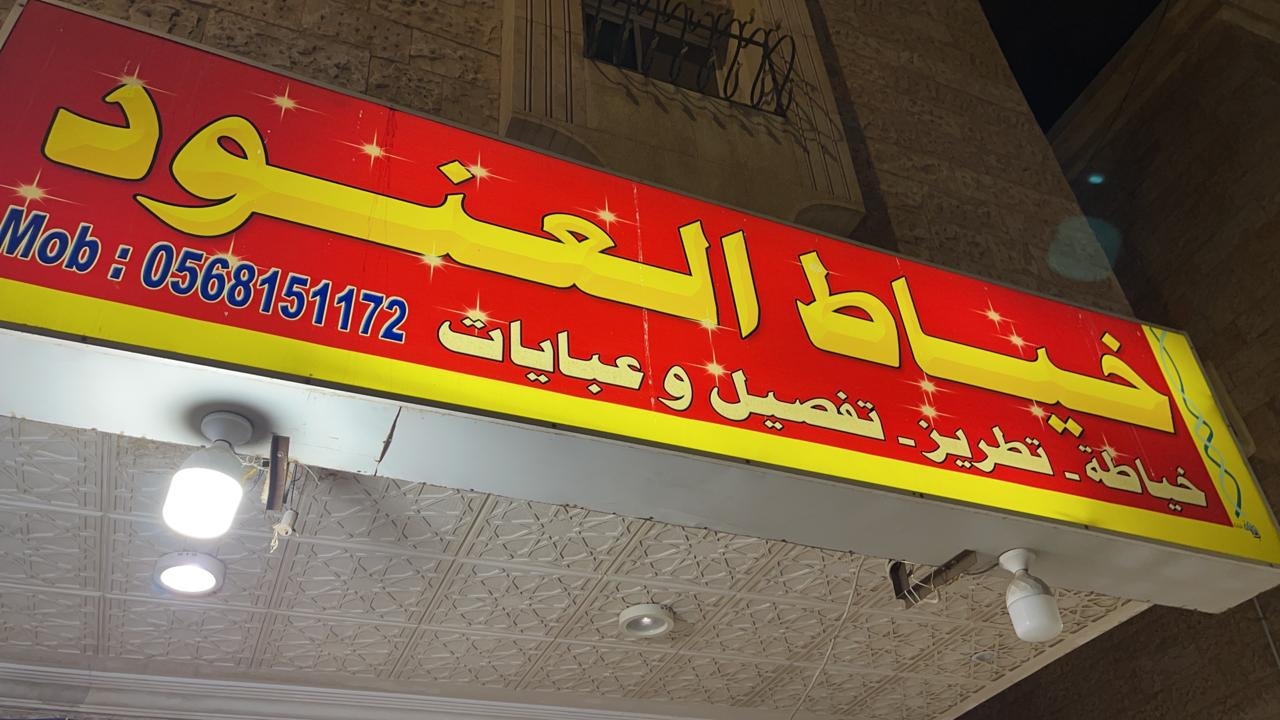 خياط العنود
خياطة - تطريز - تفصيل و عبايات
Mob : 0568151172